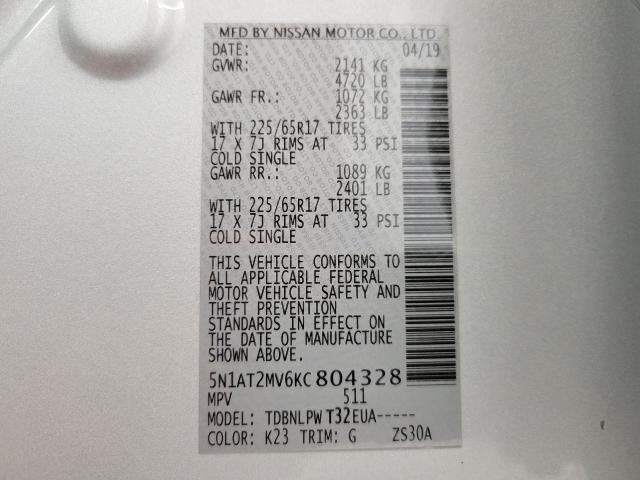 MFD BY NISSAN MOTOR CO., LTD.
DATE: 04/19
GVWR: 2141 KG
4720 LB
GAWR FR.: 1072 KG
2363 LB
WITH 225/65R17 TIRES
17 X 7J RIMS AT 33 PSI
COLD SINGLE
GAWR RR.: 1089 KG
2401 LB
WITH 225/65R17 TIRES
17 X 7J RIMS AT 33 PSI
COLD SINGLE
THIS VEHICLE CONFORMS TO
ALL APPLICABLE FEDERAL
MOTOR VEHICLE SAFETY AND
THEFT PREVENTION
STANDARDS IN EFFECT ON
THE DATE OF MANUFACTURE
SHOWN ABOVE.
5N1AT2MV6KC804328
MPV 511
MODEL: TDBNLPWT32EUA-----
COLOR: K23 TRIM: G ZS30A